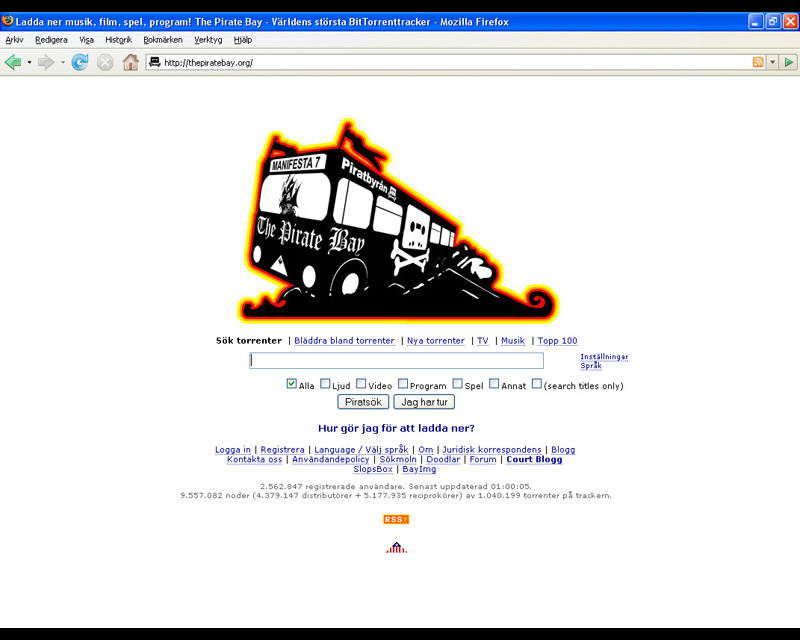 Ladda ner musik, film, spel, program! The Pirate Bay - Världens största BitTorrenttracker - Mozilla Firefox
Arkiv Redigera Visa Historik Bokmärken Verktyg Hjälp
http://thepiratebay.org/
MANIFESTA 7
Piratbyrån
The Pirate Bay
Sök torrenter | Bläddra bland torrenter | Nya torrenter | TV | Musik | Topp 100
Inställningar
Språk
Alla Ljud Video Program Spel Annat (search titles only)
Piratsök Jag har tur
Hur gör jag för att ladda ner?
Logga in | Registrera | Language / Välj språk | Om | Juridisk korrespondens | Blogg
Kontakta oss | Användandepolicy | Sökmoln | Doodlar | Forum | Court Blogg
SlopsBox | BayImg
2.562.847 registrerade användare. Senast uppdaterad 01:00:05.
9.557.082 noder (4.379.147 distributörer + 5.177.935 reciprokörer) av 1.040.199 torrenter på trackern.
RSS